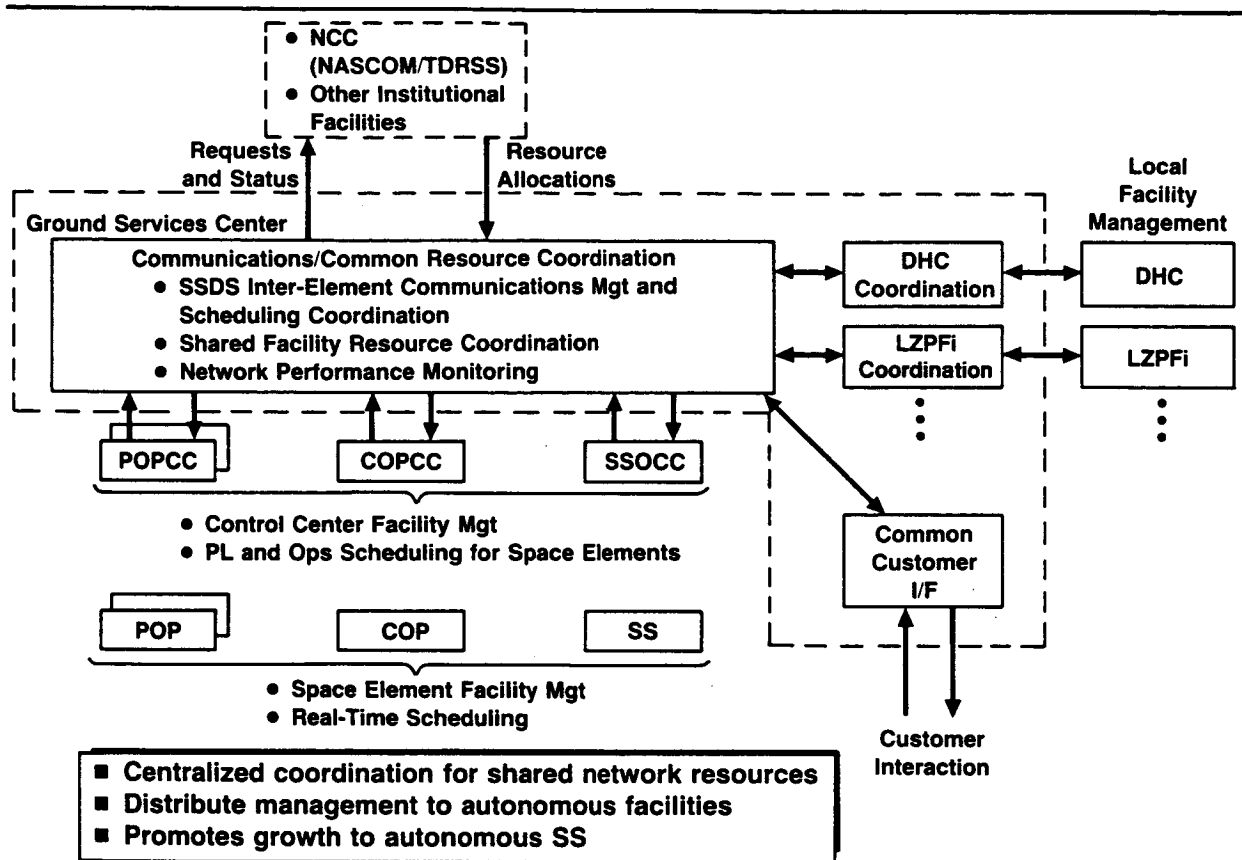 ● NCC
(NASCOM/TDRSS)
● Other Institutional
Facilities
Requests
and Status
Resource
Allocations
Local
Facility
Management
Ground Services Center
Communications/Common Resource Coordination
● SSDS Inter-Element Communications Mgt and
Scheduling Coordination
● Shared Facility Resource Coordination
● Network Performance Monitoring
DHC
Coordination
DHC
LZPFi
Coordination
LZPFi
POPCC
COPCC
SSOCC
● Control Center Facility Mgt
● PL and Ops Scheduling for Space Elements
Common
Customer
I/F
POP
COP
SS
● Space Element Facility Mgt
● Real-Time Scheduling
Customer
Interaction
■ Centralized coordination for shared network resources
■ Distribute management to autonomous facilities
■ Promotes growth to autonomous SS